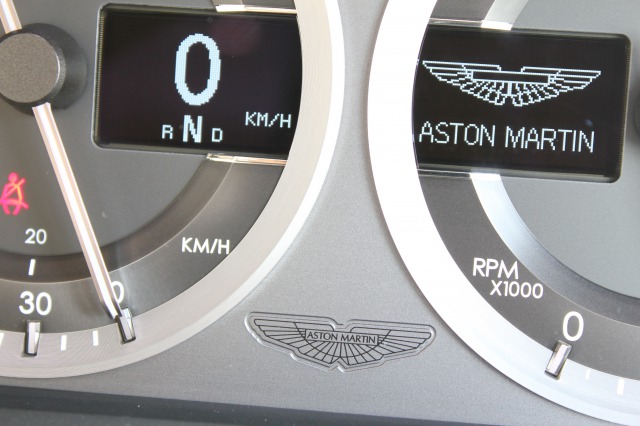 0
R N D
KM/H
ASTON MARTIN
20
KM/H
30
0
RPM
X1000
0
ASTON MARTIN